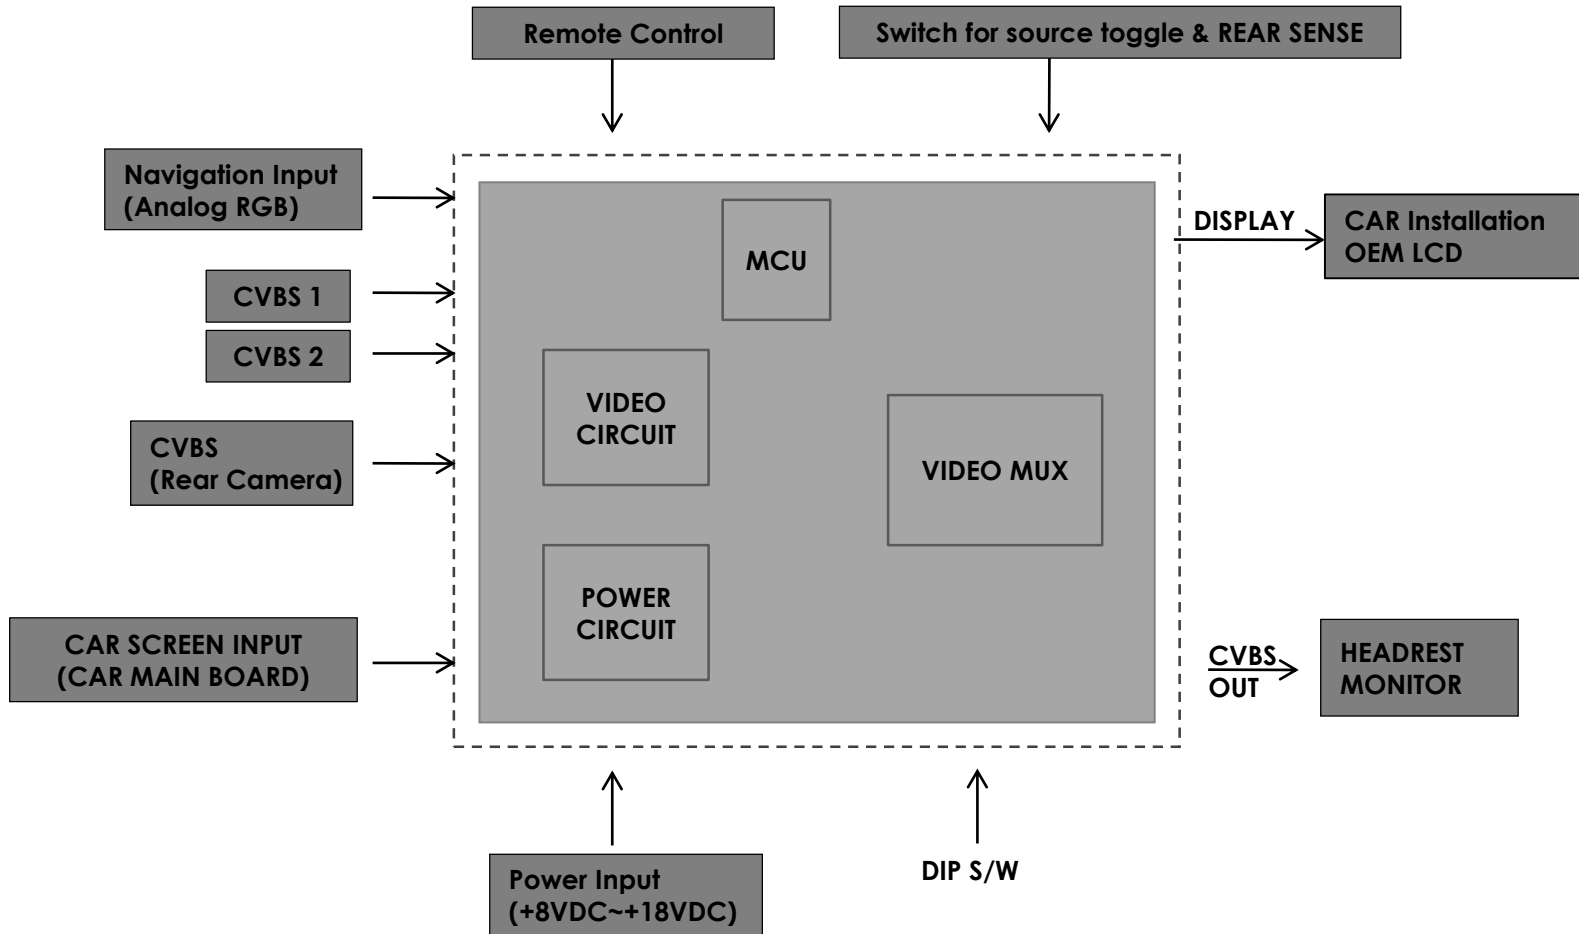 Remote Control
Switch for source toggle & REAR SENSE
Navigation Input
(Analog RGB)
CVBS 1
CVBS 2
CVBS
(Rear Camera)
CAR SCREEN INPUT
(CAR MAIN BOARD)
MCU
VIDEO
CIRCUIT
VIDEO MUX
POWER
CIRCUIT
DISPLAY
CAR Installation
OEM LCD
CVBS
OUT
HEADREST
MONITOR
Power Input
(+8VDC~+18VDC)
DIP S/W